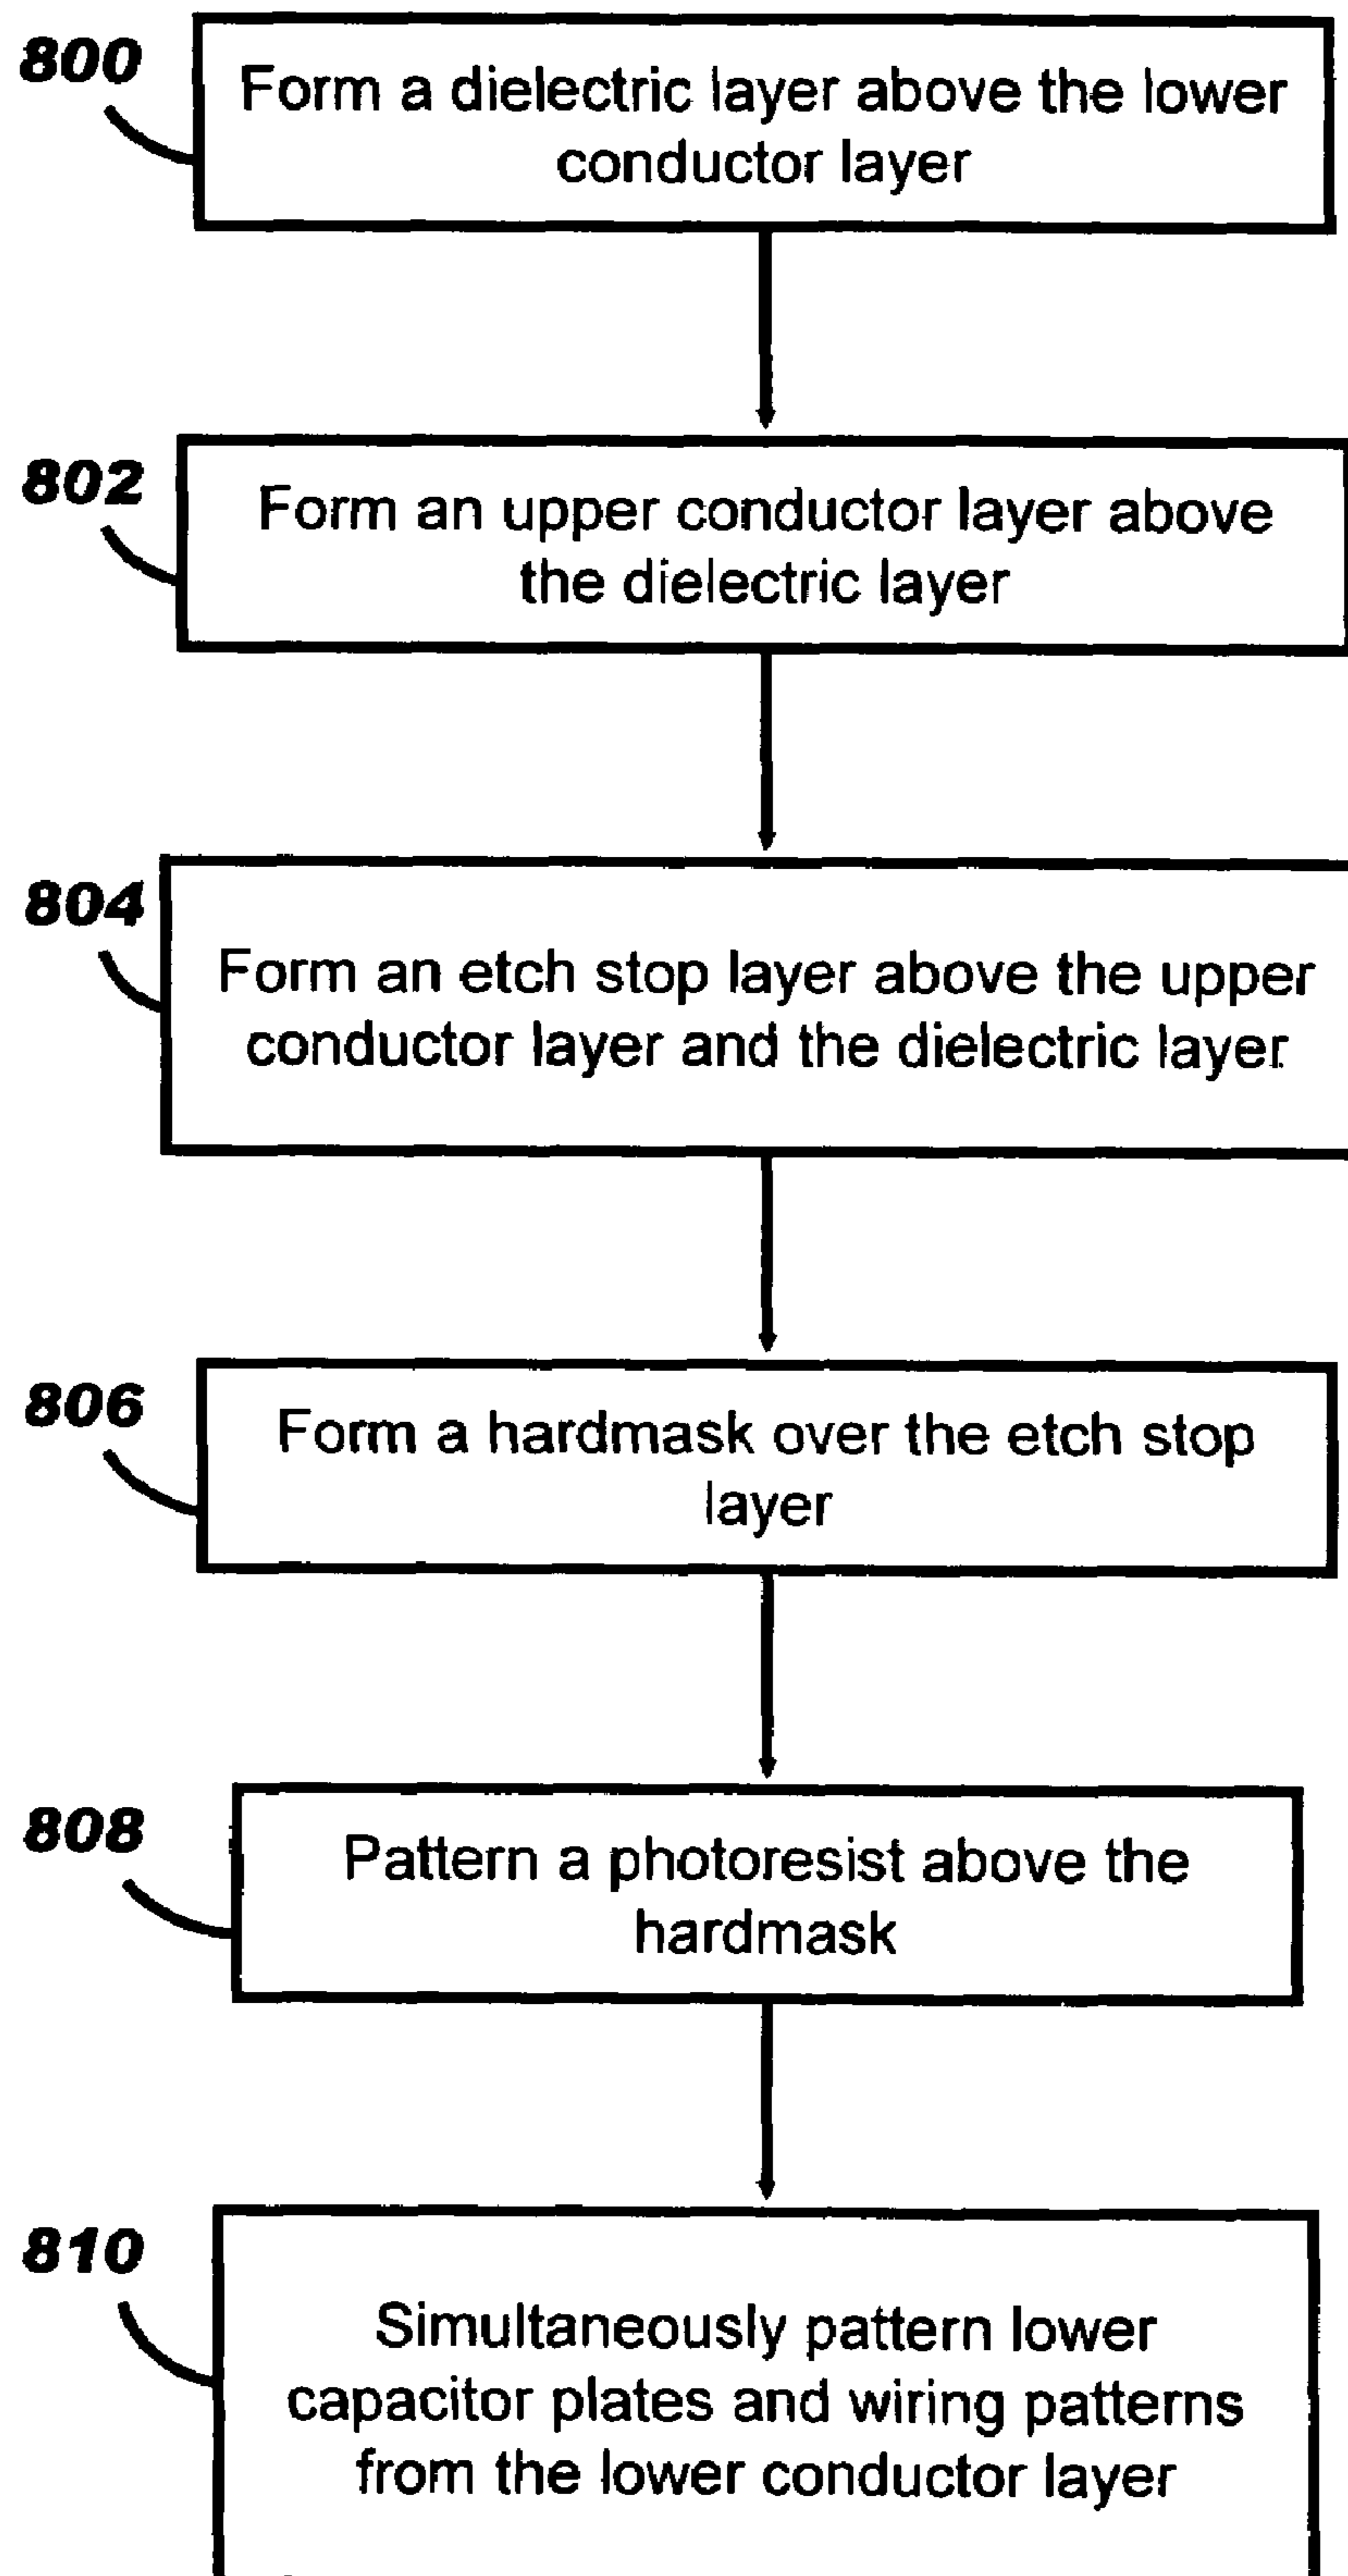 800
Form a dielectric layer above the lower
conductor layer
802
Form an upper conductor layer above
the dielectric layer
804
Form an etch stop layer above the upper
conductor layer and the dielectric layer
806
Form a hardmask over the etch stop
layer
808
Pattern a photoresist above the
hardmask
810
Simultaneously pattern lower
capacitor plates and wiring patterns
from the lower conductor layer